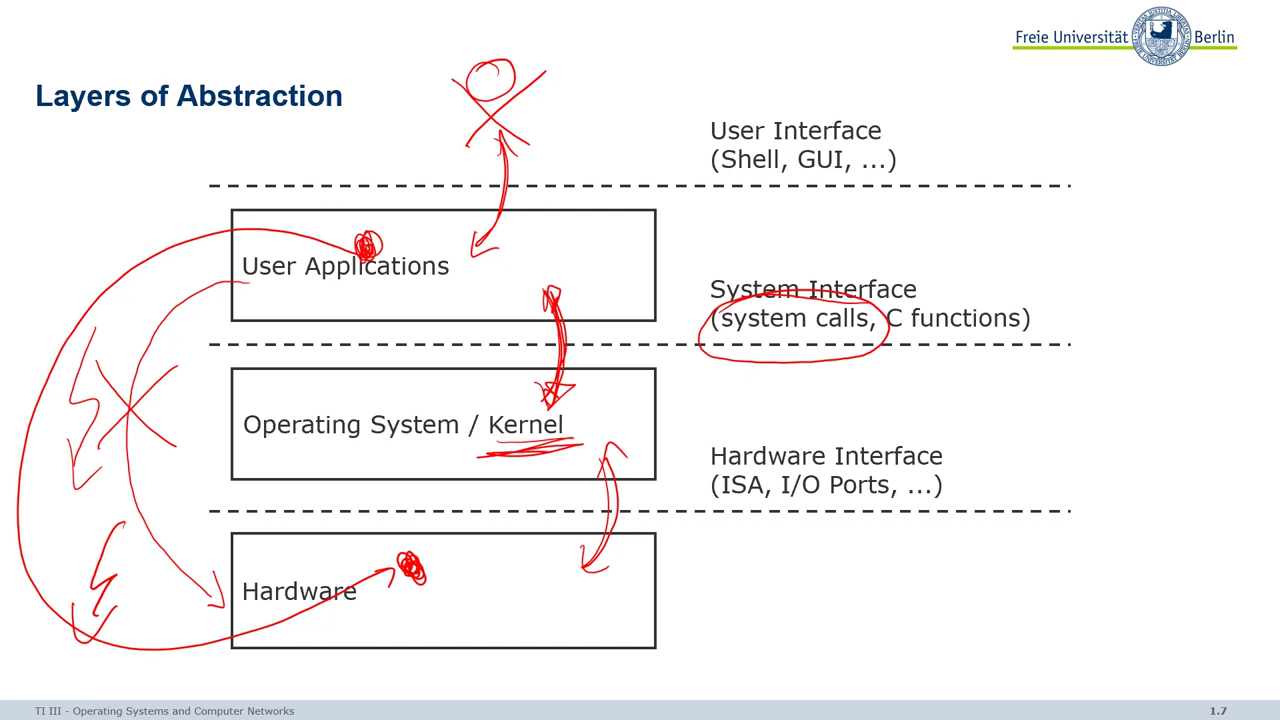 Freie Universität Berlin
Layers of Abstraction
User Interface
(Shell, GUI, ...)
User Applications
System Interface
(system calls, C functions)
Operating System / Kernel
Hardware Interface
(ISA, I/O Ports, ...)
Hardware
TI III - Operating Systems and Computer Networks
1.7